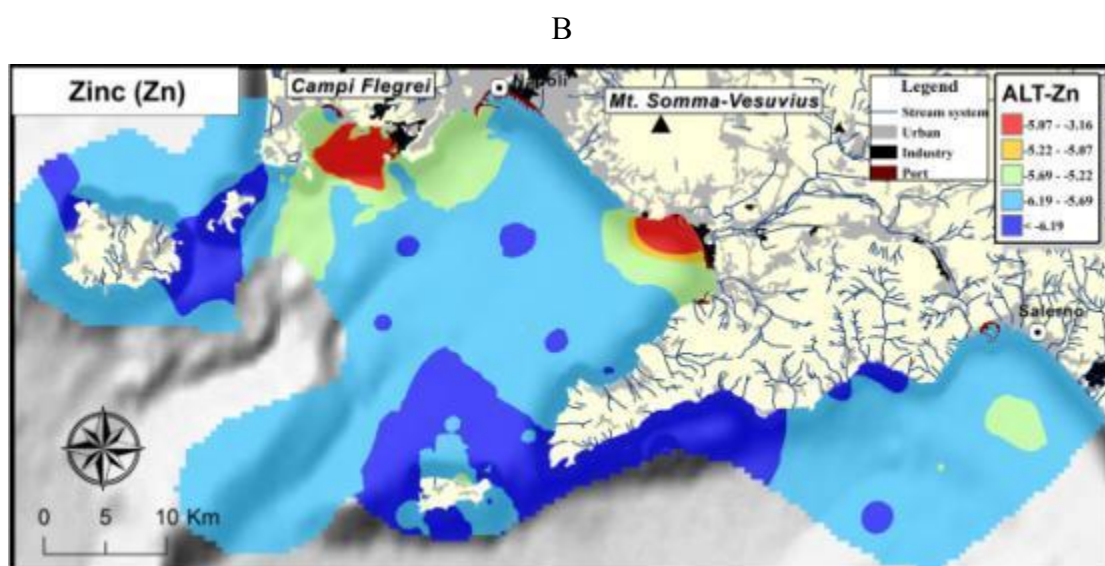 B
Zinc (Zn)
Campi Flegrei
Napoli
Mt. Somma-Vesuvius
Legend
Stream system
Urban
Industry
Port
ALT-Zn
-5.07 - -3.16
-5.22 - -5.07
-5.69 - -5.22
-6.19 - -5.69
< -6.19
Salerno
0 5 10 Km